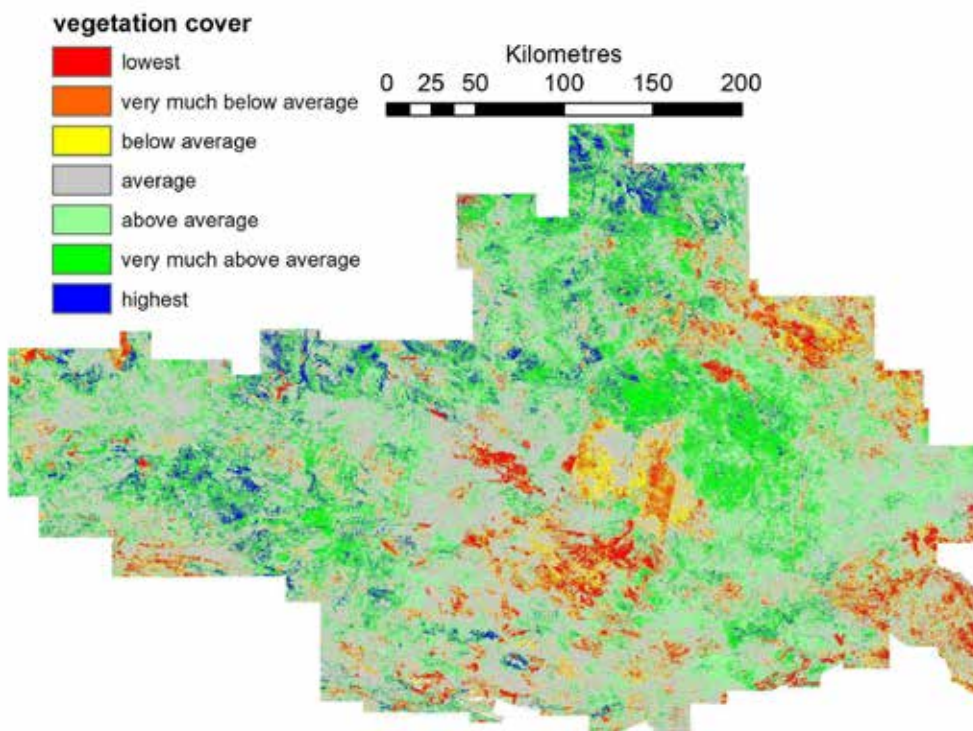 vegetation cover
lowest
very much below average
below average
average
above average
very much above average
highest
Kilometres
0 25 50 100 150 200